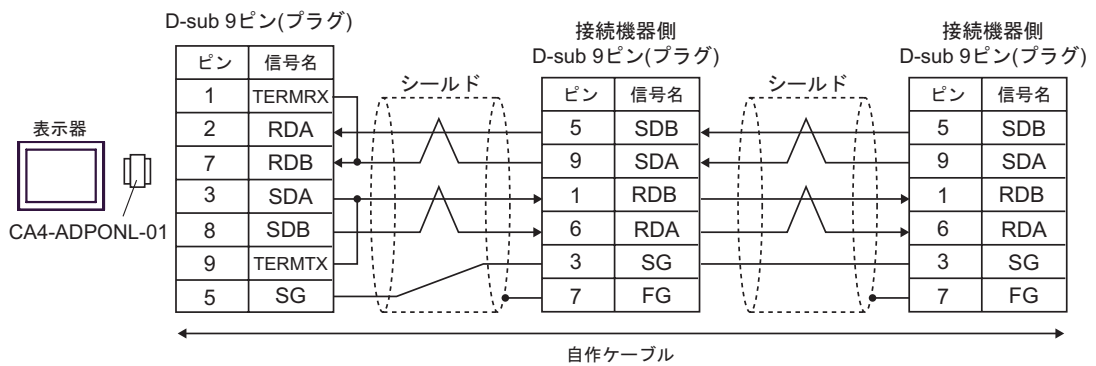 D-sub 9ピン(プラグ)
ピン 信号名
1 TERMRX
2 RDA
7 RDB
3 SDA
8 SDB
9 TERMTX
5 SG
表示器
CA4-ADPONL-01
シールド
接続機器側
D-sub 9ピン(プラグ)
ピン 信号名
5 SDB
9 SDA
1 RDB
6 RDA
3 SG
7 FG
シールド
接続機器側
D-sub 9ピン(プラグ)
ピン 信号名
5 SDB
9 SDA
1 RDB
6 RDA
3 SG
7 FG
自作ケーブル